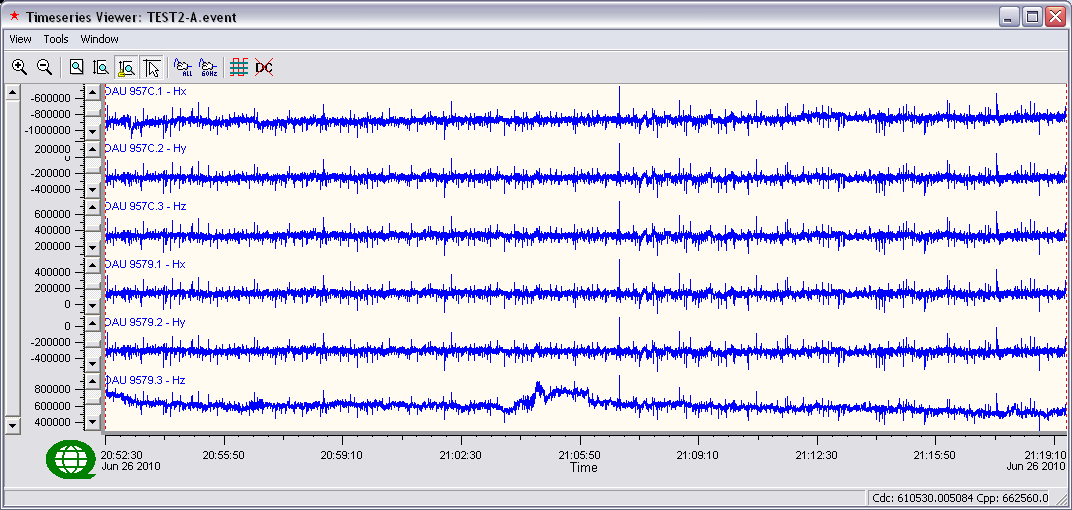 Timeseries Viewer: TEST2-A.event
View Tools Window
ALL 60Hz DC
DAU 957C.1 - Hx
-600000
-800000
-1000000
DAU 957C.2 - Hy
200000
0
-200000
-400000
DAU 957C.3 - Hz
600000
400000
200000
DAU 9579.1 - Hx
400000
200000
0
DAU 9579.2 - Hy
0
-200000
-400000
DAU 9579.3 - Hz
800000
600000
400000
20:52:30 20:55:50 20:59:10 21:02:30 21:05:50 21:09:10 21:12:30 21:15:50 21:19:10
Jun 26 2010 Time Jun 26 2010
Cdc: 610530.005084 Cpp: 662560.0